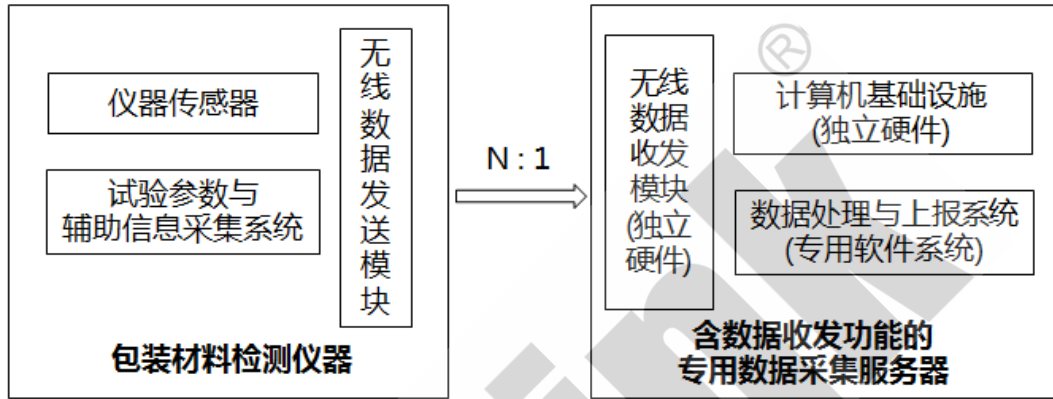 仪器传感器
试验参数与
辅助信息采集系统
无线数据发送模块
包装材料检测仪器
N : 1
无线
数据
收发
模块
(独立
硬件)
计算机基础设施
(独立硬件)
数据处理与上报系统
(专用软件系统)
含数据收发功能的
专用数据采集服务器
ink
®